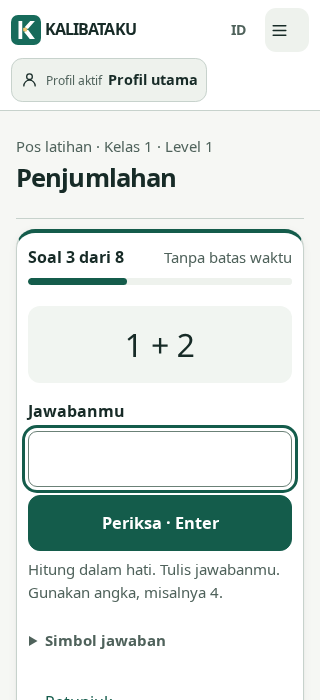 KALIBATAKU
ID
Profil aktif Profil utama
Pos latihan · Kelas 1 · Level 1
Penjumlahan
Soal 3 dari 8
Tanpa batas waktu
1 + 2
Jawabanmu
Periksa · Enter
Hitung dalam hati. Tulis jawabanmu.
Gunakan angka, misalnya 4.
Simbol jawaban